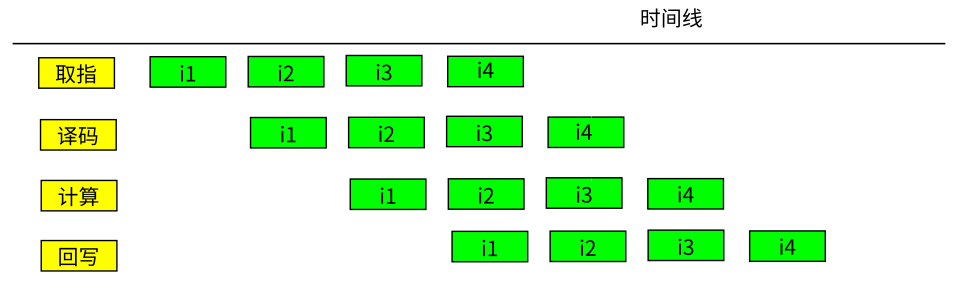 时间线
取指 i1 i2 i3 i4
译码 i1 i2 i3 i4
计算 i1 i2 i3 i4
回写 i1 i2 i3 i4